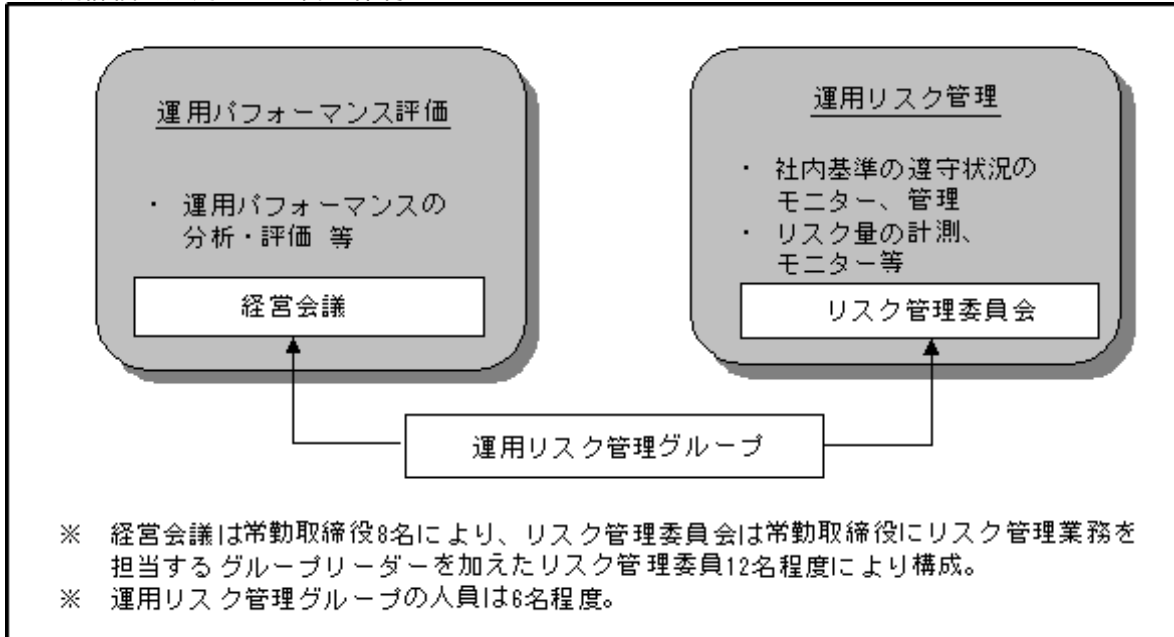 運用パフォーマンス評価
・ 運用パフォーマンスの
分析・評価 等
経営会議
運用リスク管理
・ 社内基準の遵守状況の
モニター、管理
・ リスク量の計測、
モニター等
リスク管理委員会
運用リスク管理グループ
※ 経営会議は常勤取締役8名により、リスク管理委員会は常勤取締役にリスク管理業務を
担当するグループリーダーを加えたリスク管理委員12名程度により構成。
※ 運用リスク管理グループの人員は6名程度。